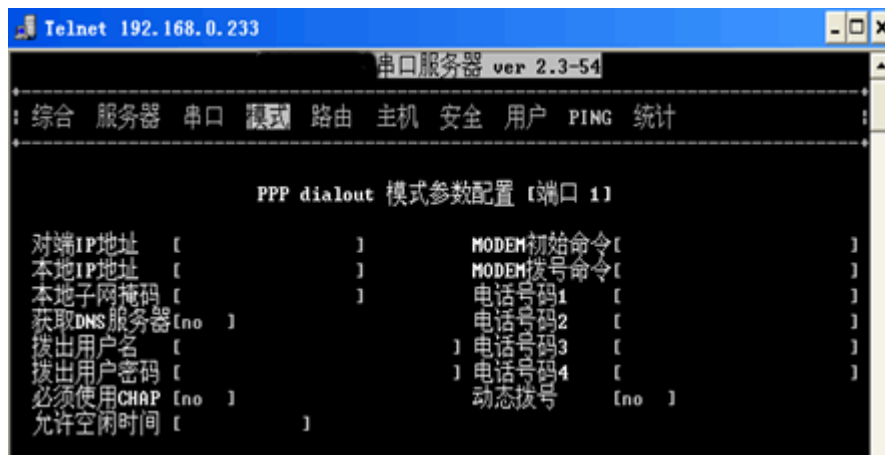 Telnet 192.168.0.233
串口服务器 ver 2.3-54
综合 服务器 串口 模式 路由 主机 安全 用户 PING 统计
PPP dialout 模式参数配置 [端口 1]
对端IP地址 [ ] MODEM初始命令[ ]
本地IP地址 [ ] MODEM拨号命令[ ]
本地子网掩码 [ ] 电话号码1 [ ]
获取DNS服务器[no ] 电话号码2 [ ]
拨出用户名 [ ] 电话号码3 [ ]
拨出用户密码 [ ] 电话号码4 [ ]
必须使用CHAP [no ] 动态拨号 [no ]
允许空闲时间 [ ]